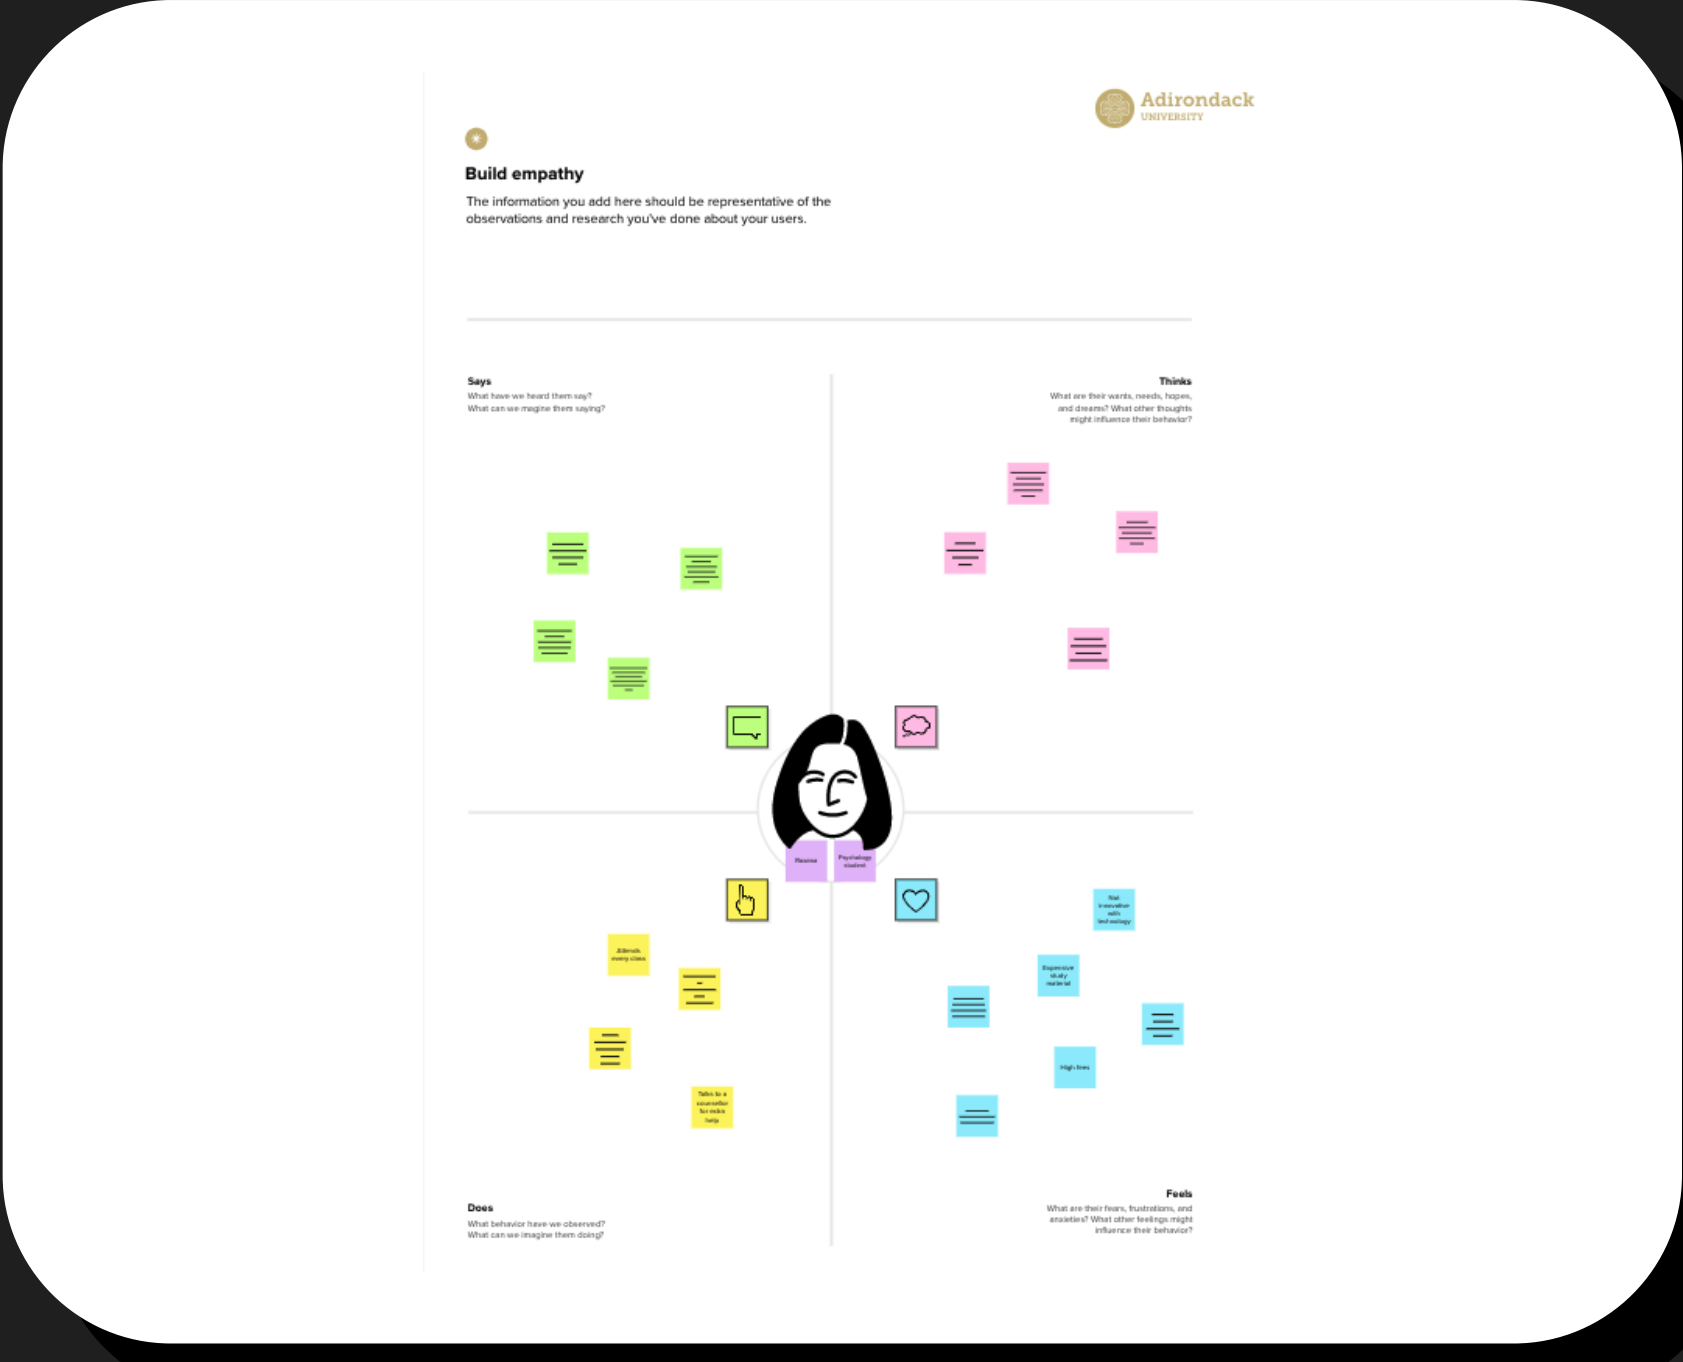 Adirondack
UNIVERSITY
Build empathy
The information you add here should be representative of the
observations and research you've done about your users.
Says
What have we heard them say?
What can we magine them saying?
Thinks
What are their wants, needs, hopes,
and dreams? What other thoughts
might influence their behavior?
Psychology
student
Attends
every class
Talks to a
counsellor
for extra
help
Not
innovative
with
technology
Expensive
study
material
High fees
Does
What behavior have we observed?
What can we imagine them doing?
Feels
What are their fears, frustrations, and
anxieties? What other feelings might
influence their behavior?